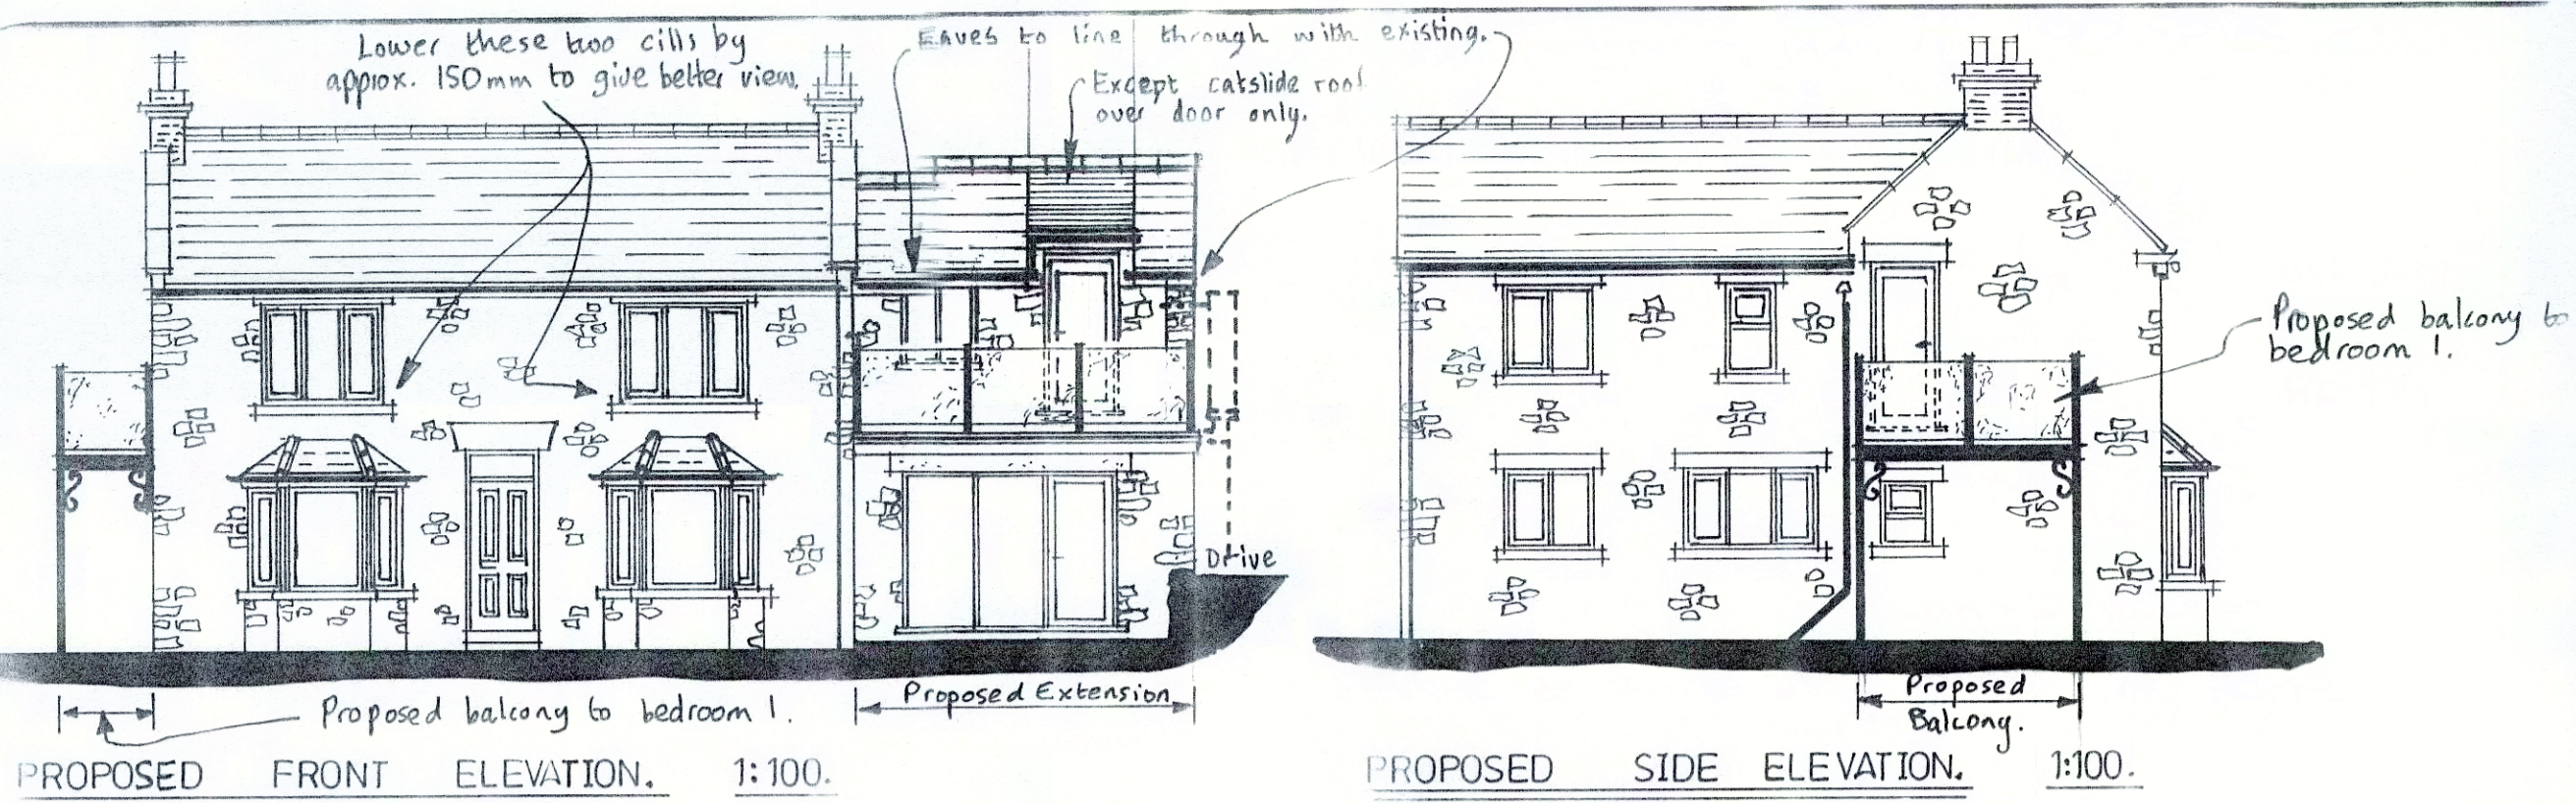 Lower these two cills by
approx. 150mm to give better view.
Eaves to line through with existing.
Except catslide roof
over door only.
Proposed balcony to
bedroom 1.
Drive
Proposed balcony to bedroom 1.
Proposed Extension
Proposed
Balcony.
PROPOSED FRONT ELEVATION. 1:100.
PROPOSED SIDE ELEVATION. 1:100.